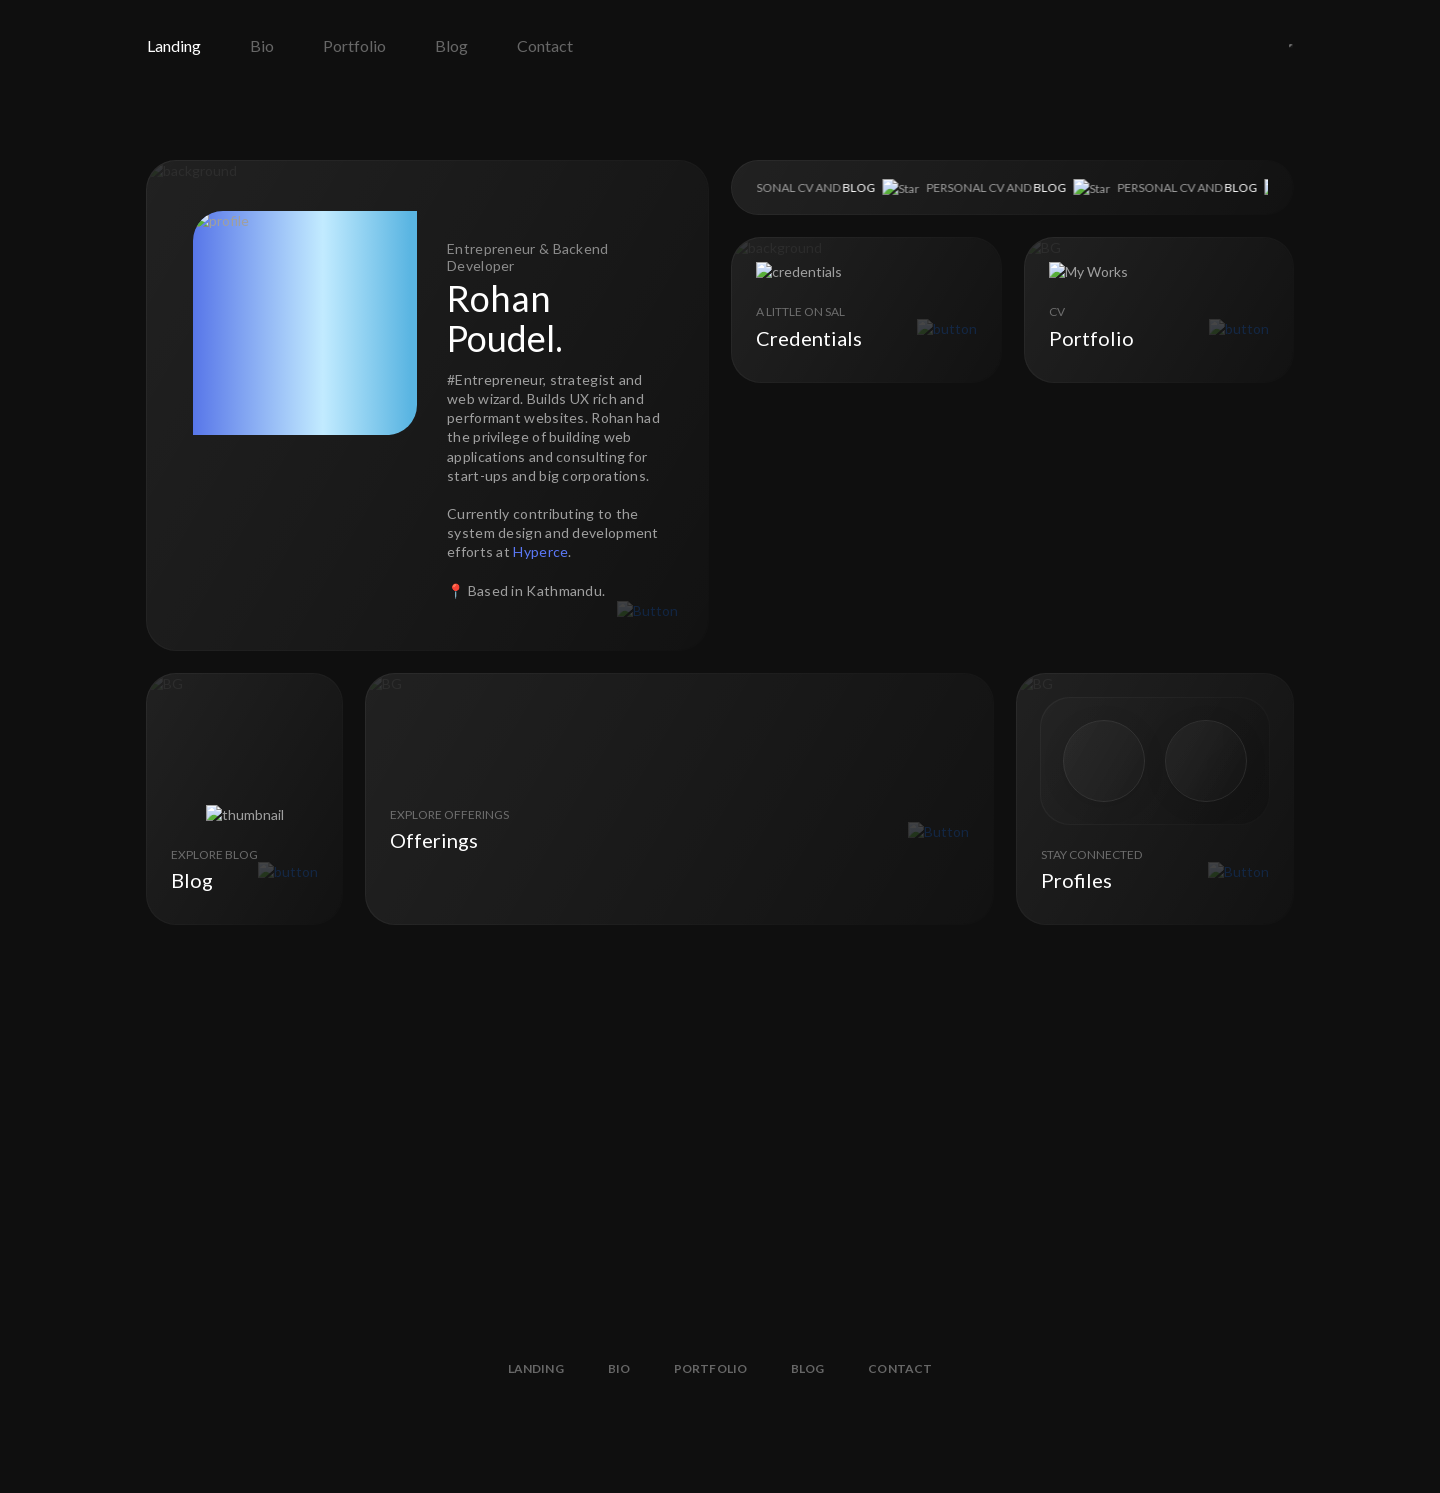 Landing Bio Portfolio Blog Contact
background
profile
Entrepreneur & Backend
Developer
Rohan
Poudel.
#Entrepreneur, strategist and
web wizard. Builds UX rich and
performant websites. Rohan had
the privilege of building web
applications and consulting for
start-ups and big corporations.
Currently contributing to the
system design and development
efforts at Hyperce.
📍 Based in Kathmandu.
Button
SONAL CV AND BLOG Star PERSONAL CV AND BLOG Star PERSONAL CV AND BLOG
background
credentials
A LITTLE ON SAL
Credentials
button
BG
My Works
CV
Portfolio
button
BG
thumbnail
EXPLORE BLOG
Blog
button
BG
EXPLORE OFFERINGS
Offerings
Button
BG
STAY CONNECTED
Profiles
Button
LANDING BIO PORTFOLIO BLOG CONTACT